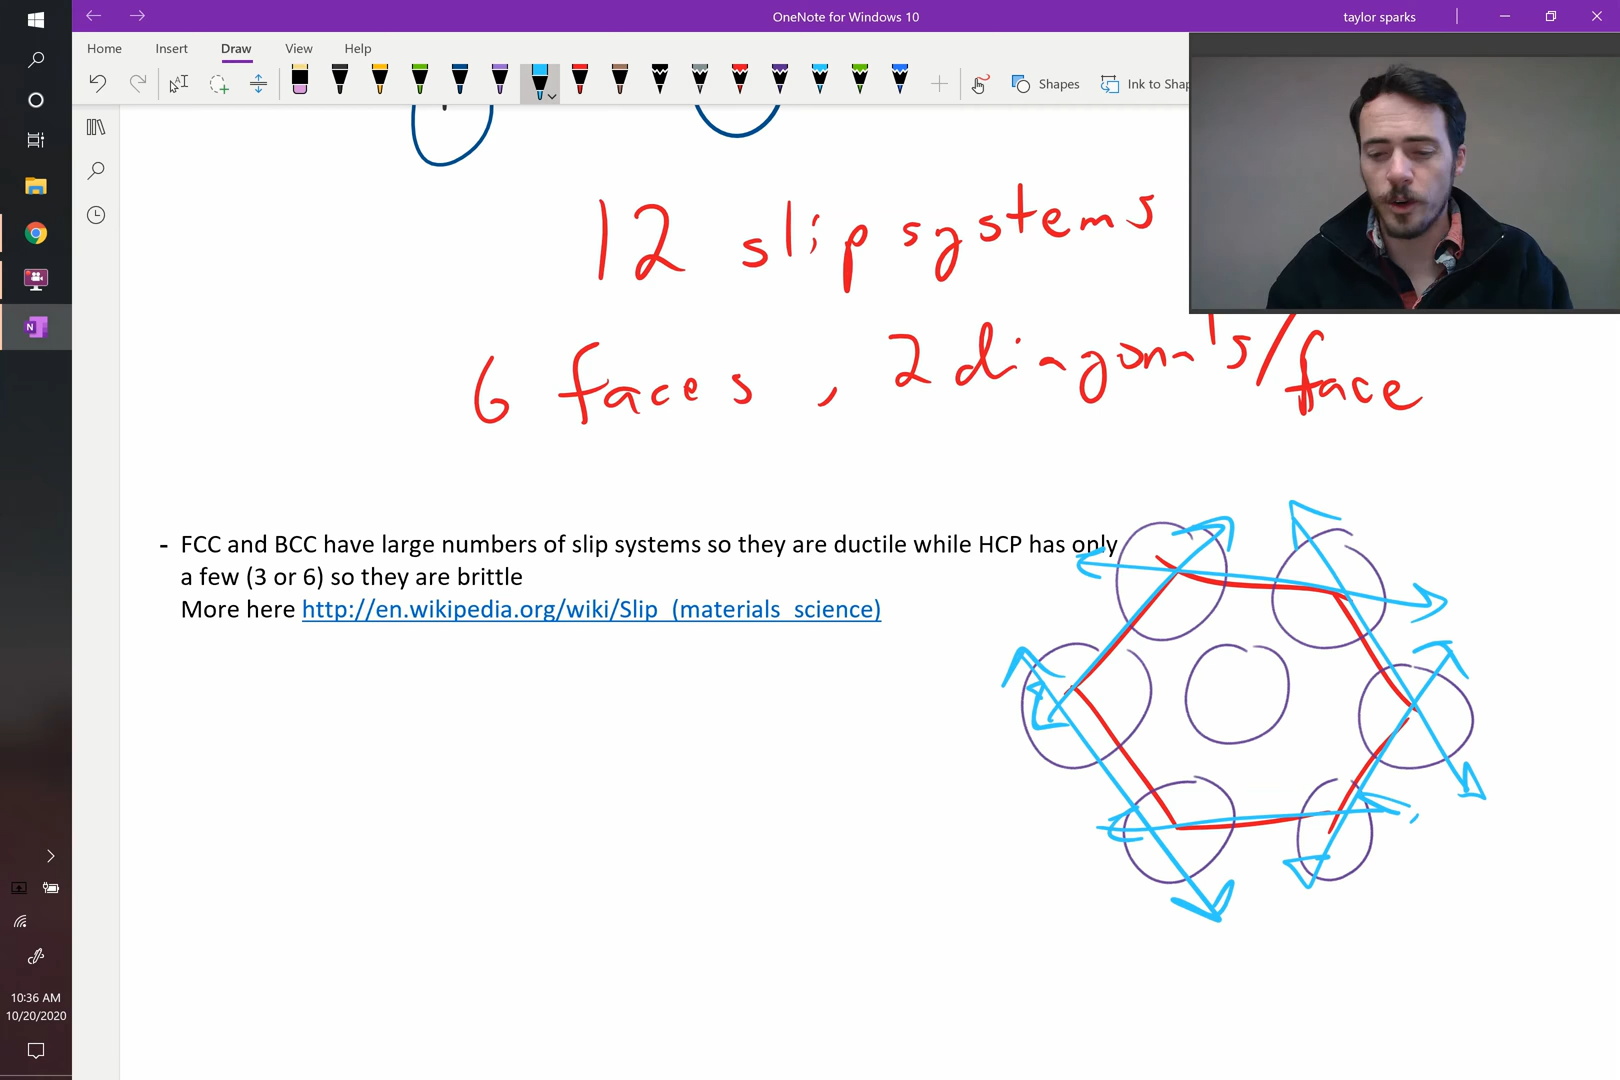 OneNote for Windows 10
taylor sparks
Home Insert Draw View Help
Shapes
Ink to Shap
12 slip systems
6 faces, 2 diagonals/face
- FCC and BCC have large numbers of slip systems so they are ductile while HCP has only
a few (3 or 6) so they are brittle
More here http://en.wikipedia.org/wiki/Slip_(materials_science)
10:36 AM
10/20/2020